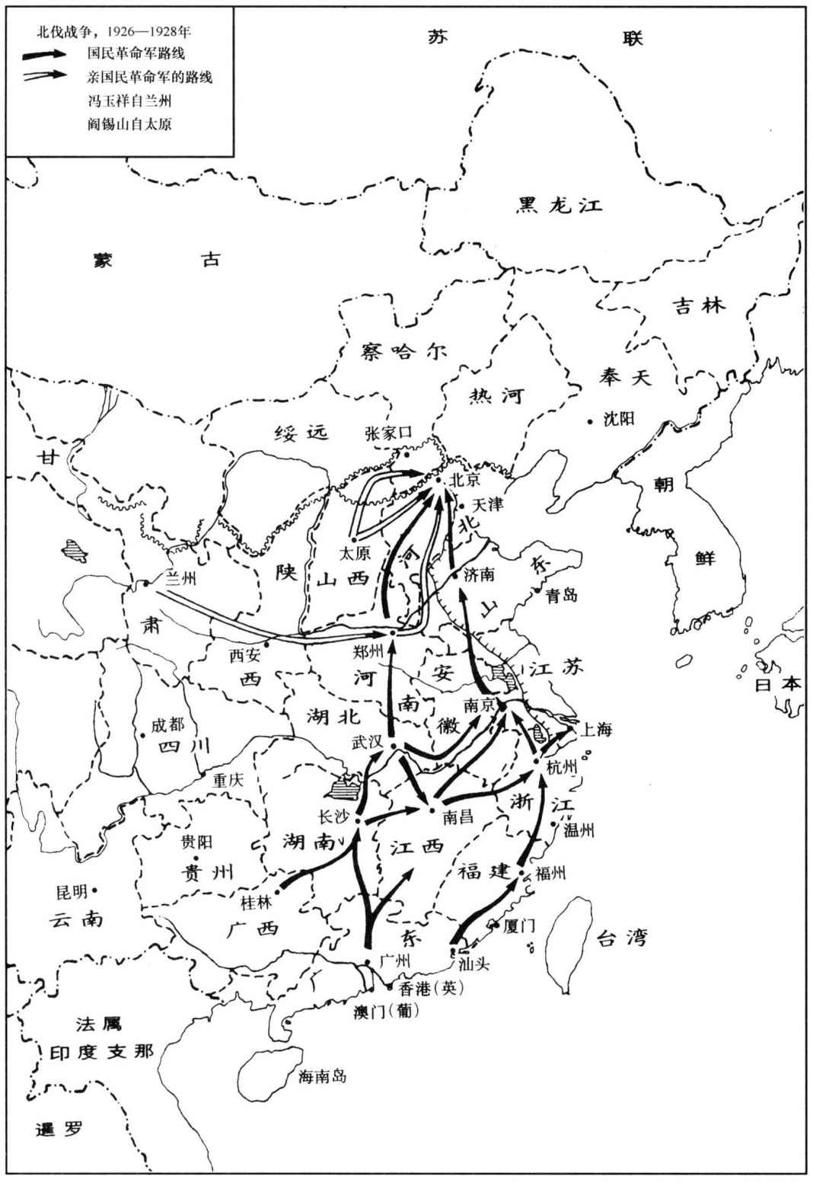 北伐战争，1926—1928年
国民革命军路线
亲国民革命军的路线
冯玉祥自兰州
阎锡山自太原
苏 联
黑龙江
蒙 古
吉林
察哈尔
热河
奉天
沈阳
绥远
张家口
甘
肃
北京
天津
朝
鲜
河
北
太原
山西
陕
西
济南
山
东
青岛
兰州
西安
郑州
河
南
安
徽
江苏
日本
南京
上海
湖北
武汉
成都
四川
重庆
杭州
浙
江
长沙
南昌
温州
湖南
江西
贵阳
贵州
福建
福州
昆明
云南
桂林
广西
东
厦门
台湾
广州
汕头
香港(英)
澳门(葡)
法属
印度支那
海南岛
暹罗